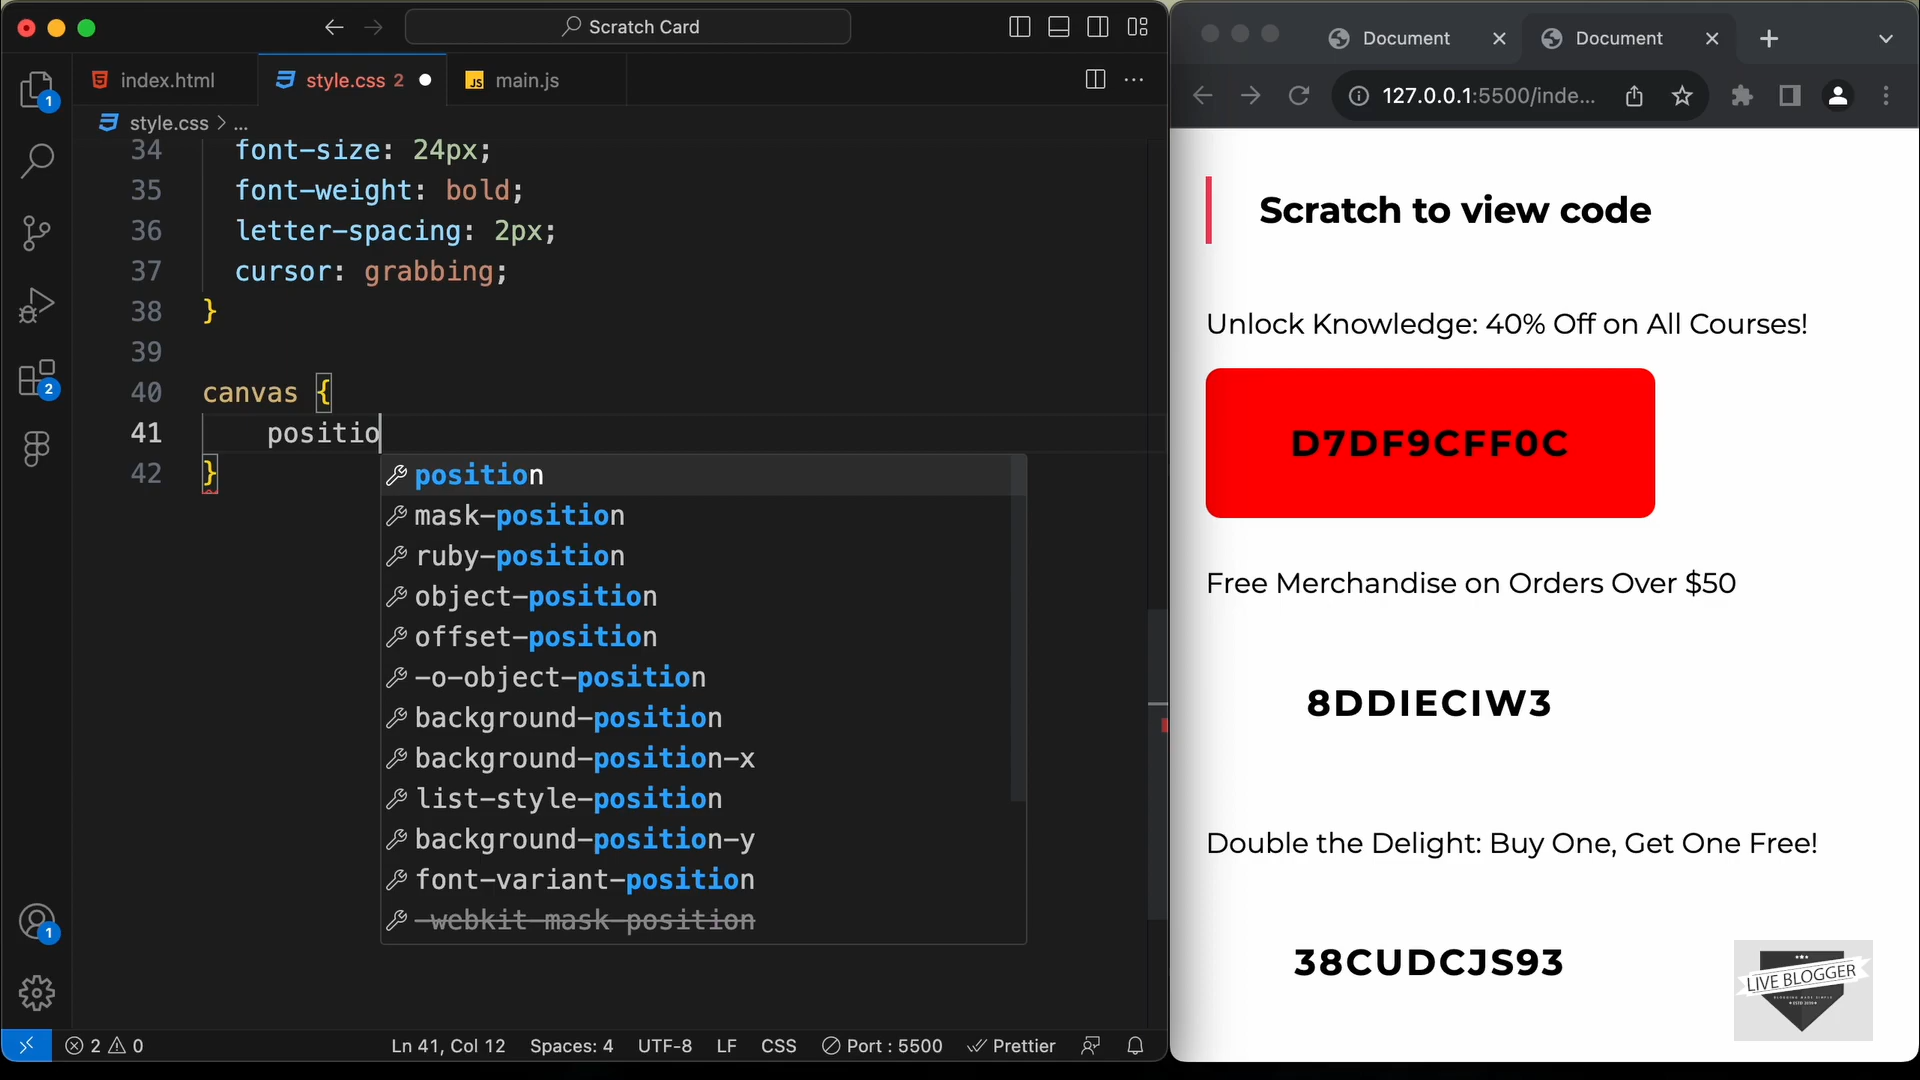 Scratch Card
index.html
style.css 2
main.js
style.css > ...
34 font-size: 24px;
35 font-weight: bold;
36 letter-spacing: 2px;
37 cursor: grabbing;
38 }
39
40 canvas {
41 positio
42 }
position
mask-position
ruby-position
object-position
offset-position
-o-object-position
background-position
background-position-x
list-style-position
background-position-y
font-variant-position
-webkit-mask-position
1
2
1
2 0
Ln 41, Col 12
Spaces: 4
UTF-8
LF
CSS
Port : 5500
Prettier
Document
Document
127.0.0.1:5500/inde...
Scratch to view code
Unlock Knowledge: 40% Off on All Courses!
D7DF9CFF0C
Free Merchandise on Orders Over $50
8DDIECIW3
Double the Delight: Buy One, Get One Free!
38CUDCJS93
LIVE BLOGGER